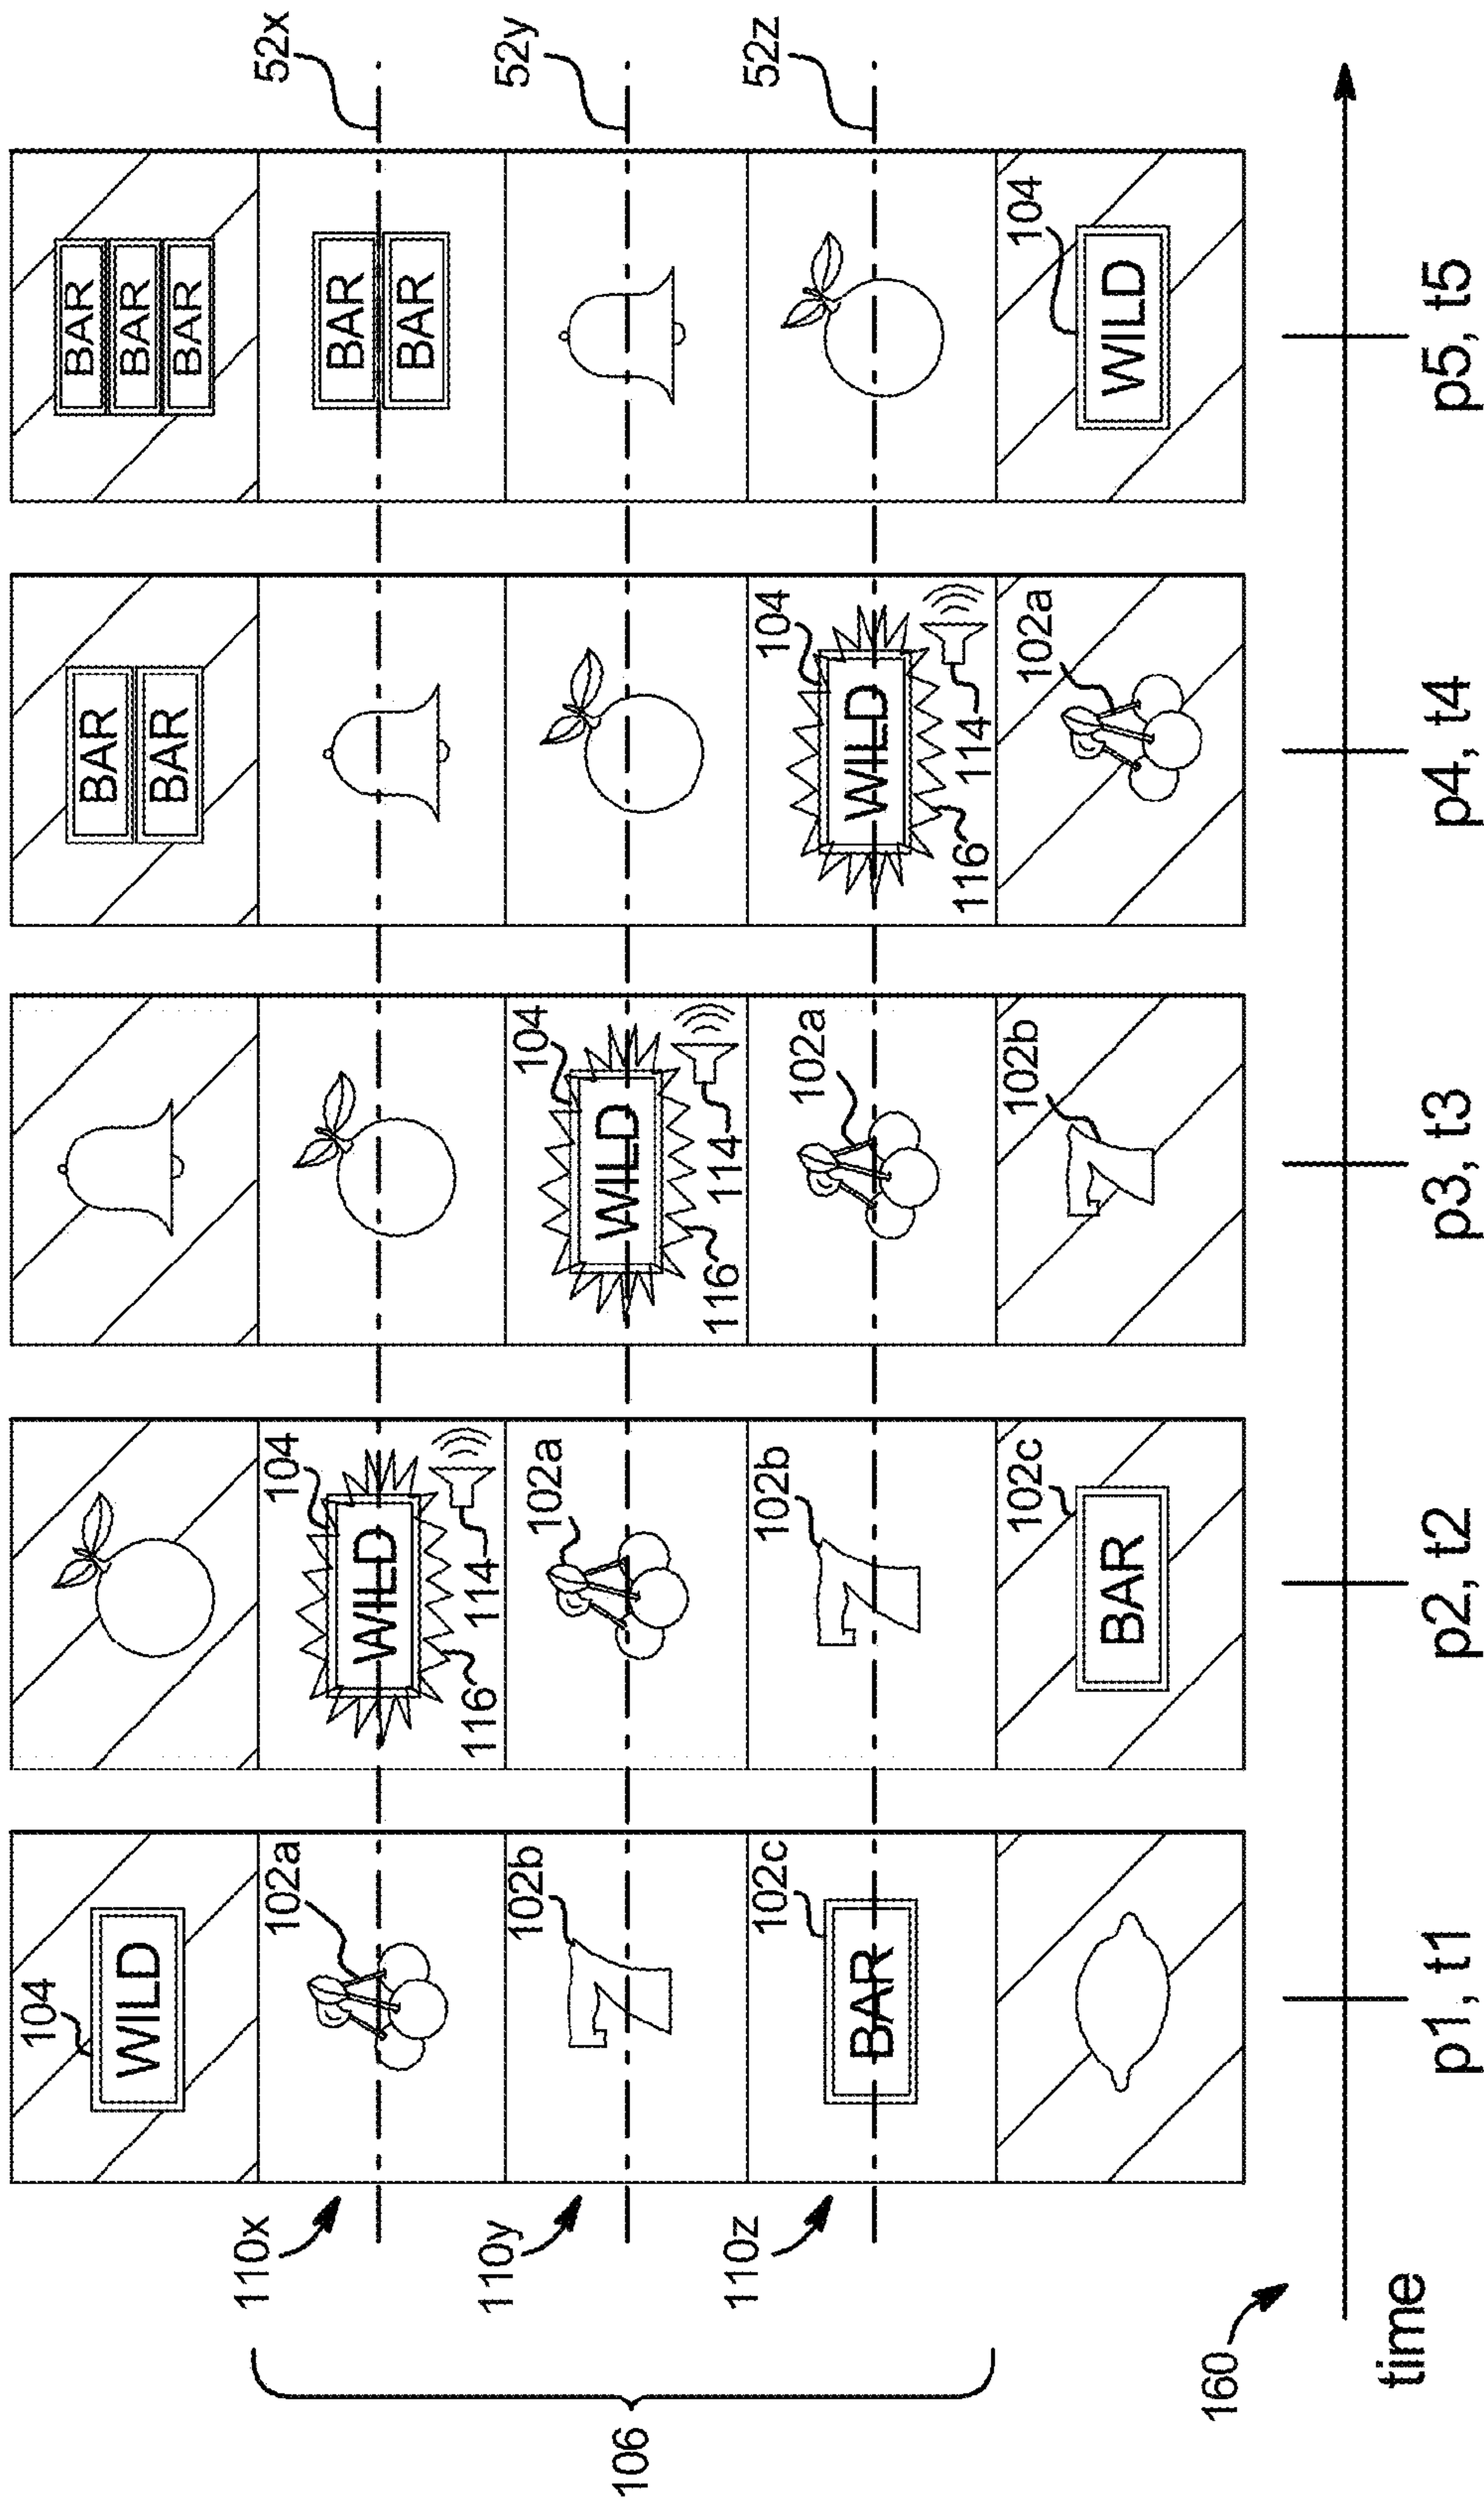 104
WILD
BAR
BAR
BAR
BAR
BAR
110x
102a
104
WILD
116
114
BAR
BAR
52x
106
110y
102b
102a
104
WILD
116
114
52y
110z
102c
BAR
102b
102a
104
WILD
116
114
52z
102c
BAR
102b
102a
104
WILD
160
time
p1, t1
p2, t2
p3, t3
p4, t4
p5, t5